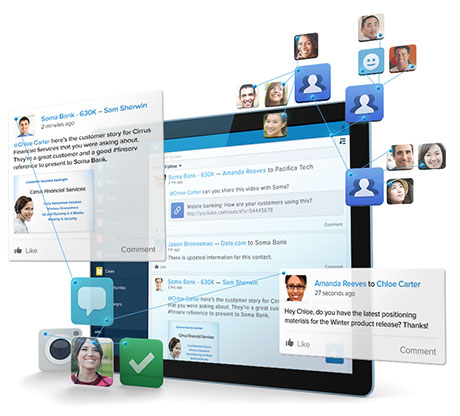 Soma Bank - 630K – Sam Sherwin
2 minutes ago
#Chloe Carter here's the customer story for Cirrus
Financial Services that you were asking about.
They're a great customer and a good #finserv
reference to present to Soma Bank.
Cirrus Financial Services
Like
Comment
Follow
Soma Bank - 630K – Amanda Reeves to Pacifica Tech
#Chloe Carter can you share this video with Soma?
Mobile banking: How are your customers using this?
http://youtube.com/watch?v=54445678
Comment
Jason Brenneman – Data.com to Soma Bank
There is updated information for this contact.
Like
Comment
Soma Bank - 630K – Sam Sherwin
#Chloe Carter here's the customer story for Cirrus
Financial Services that you were asking about.
They're a great customer and a good
#finserv reference to present to Soma Bank.
Cirrus Financial Services
Cases
Amanda Reeves to Chloe Carter
27 seconds ago
Hey Chloe, do you have the latest positioning
materials for the Winter product release? Thanks!
Like
Comment